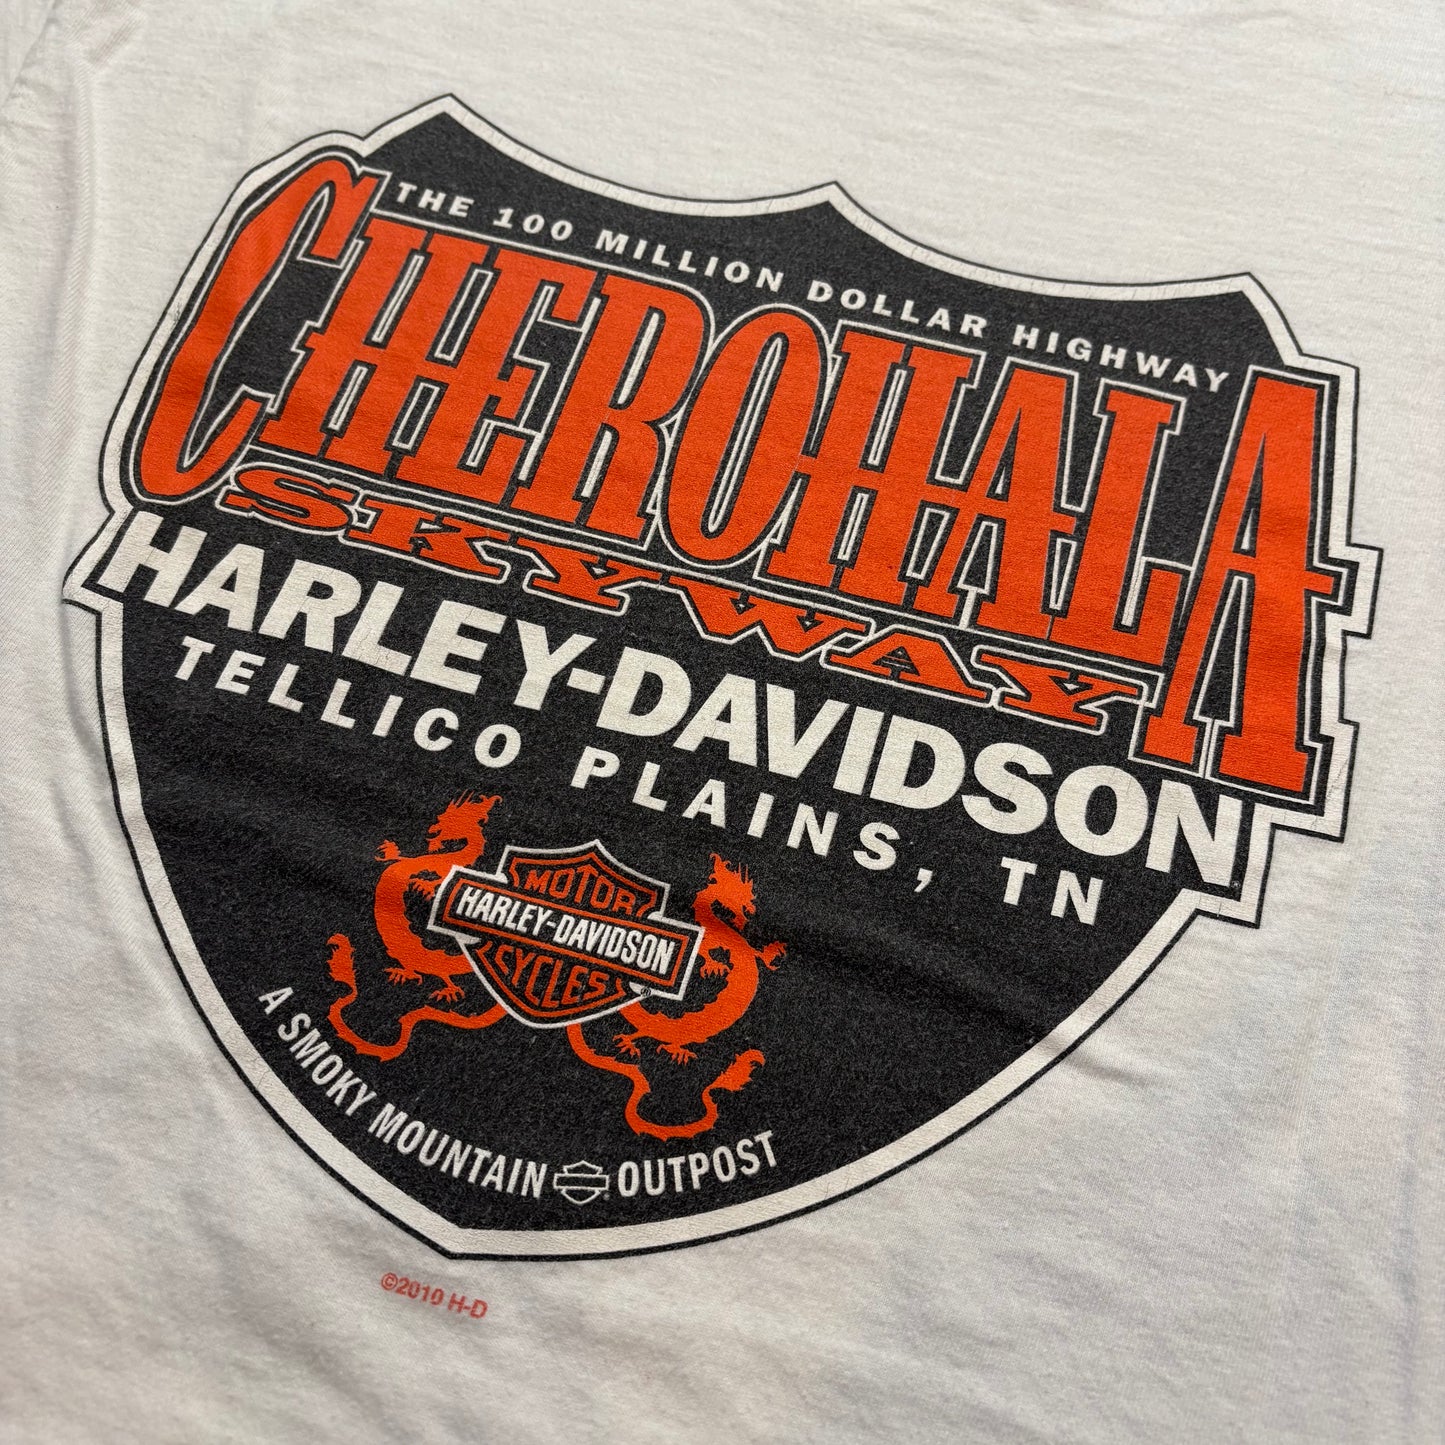 THE 100 MILLION DOLLAR HIGHWAY
CHEROHALA
SKYWAY
HARLEY-DAVIDSON
TELLICO PLAINS, TN
MOTOR
HARLEY-DAVIDSON
CYCLES
®
A SMOKY MOUNTAIN OUTPOST
©2010 H-D